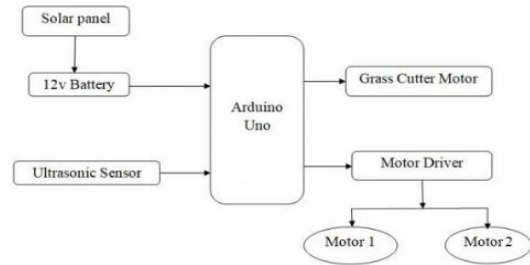 Solar panel
12v Battery
Ultrasonic Sensor
Arduino
Uno
Grass Cutter Motor
Motor Driver
Motor 1
Motor 2